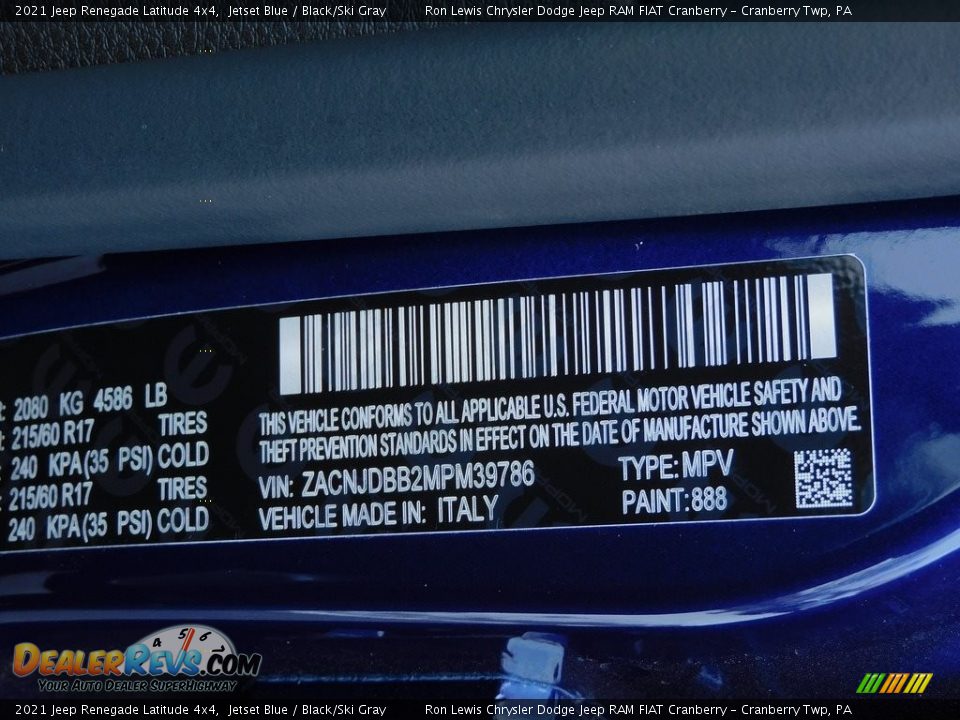 2021 Jeep Renegade Latitude 4x4, Jetset Blue / Black/Ski Gray Ron Lewis Chrysler Dodge Jeep RAM FIAT Cranberry - Cranberry Twp, PA
2080 KG 4586 LB
215/60 R17 TIRES
240 KPA(35 PSI) COLD
215/60 R17 TIRES
240 KPA(35 PSI) COLD
THIS VEHICLE CONFORMS TO ALL APPLICABLE U.S. FEDERAL MOTOR VEHICLE SAFETY AND
THEFT PREVENTION STANDARDS IN EFFECT ON THE DATE OF MANUFACTURE SHOWN ABOVE.
VIN: ZACNJDBB2MPM39786 TYPE: MPV
VEHICLE MADE IN: ITALY PAINT: 888
4 5 6
DEALERREVS.COM
YOUR AUTO DEALER SUPERHIGHWAY
2021 Jeep Renegade Latitude 4x4, Jetset Blue / Black/Ski Gray Ron Lewis Chrysler Dodge Jeep RAM FIAT Cranberry - Cranberry Twp, PA